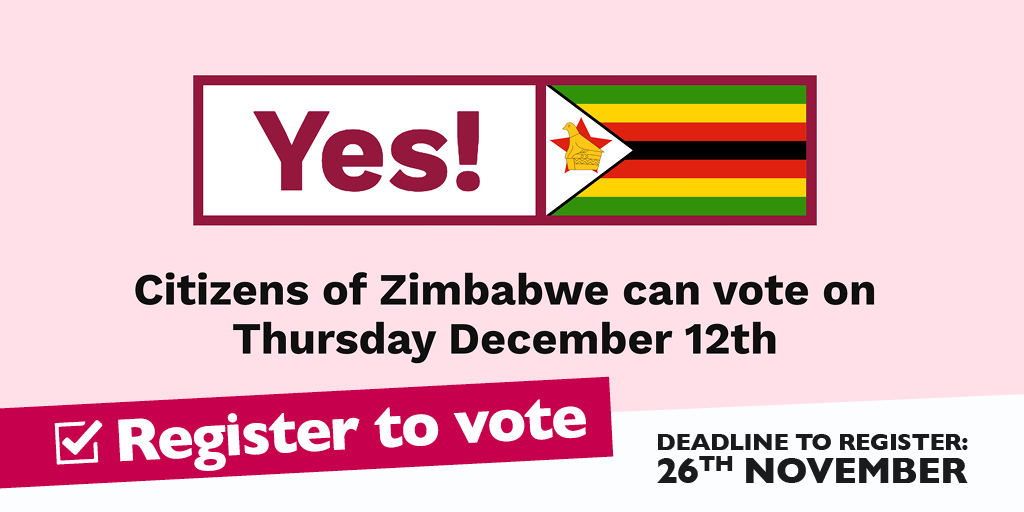 Yes!
Citizens of Zimbabwe can vote on
Thursday December 12th
Register to vote
DEADLINE TO REGISTER:
26TH NOVEMBER